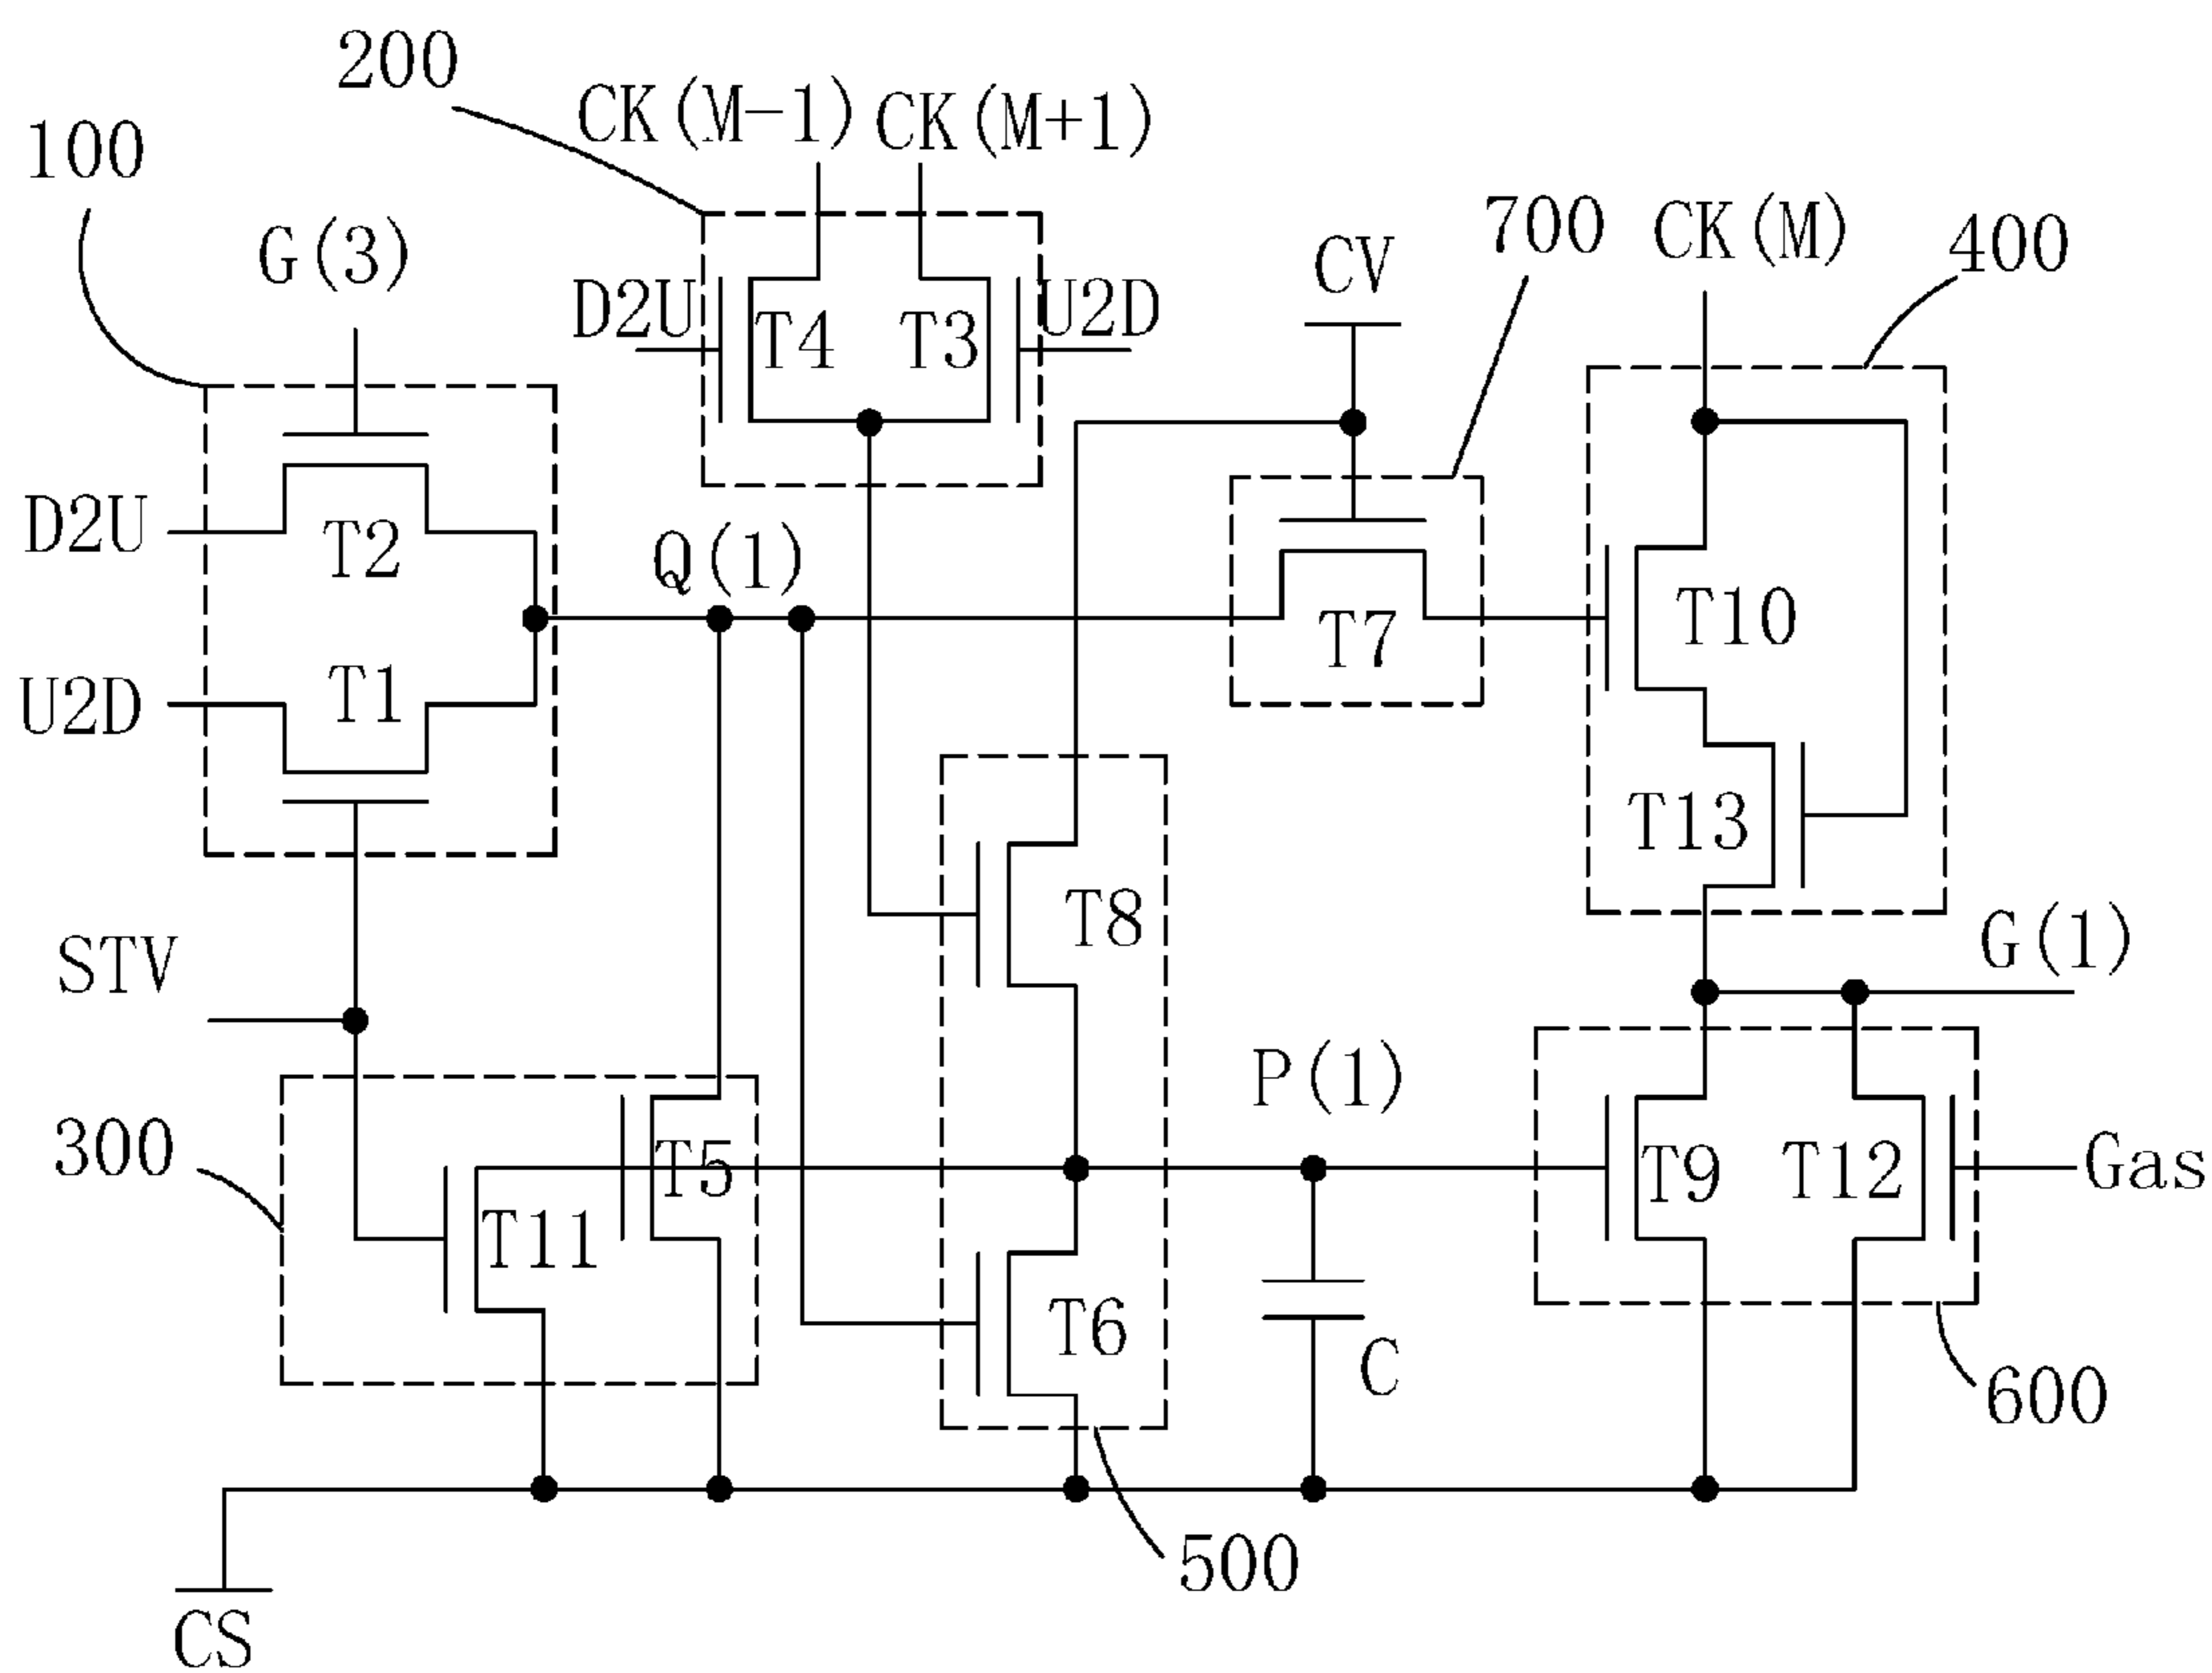 200
CK(M-1)
CK(M+1)
100
G(3)
700
CK(M)
400
CV
D2U
T4
T3
U2D
D2U
T2
Q(1)
T7
T10
U2D
T1
T13
T8
STV
G(1)
P(1)
300
T5
T9
T12
Gas
T11
T6
C
600
500
CS